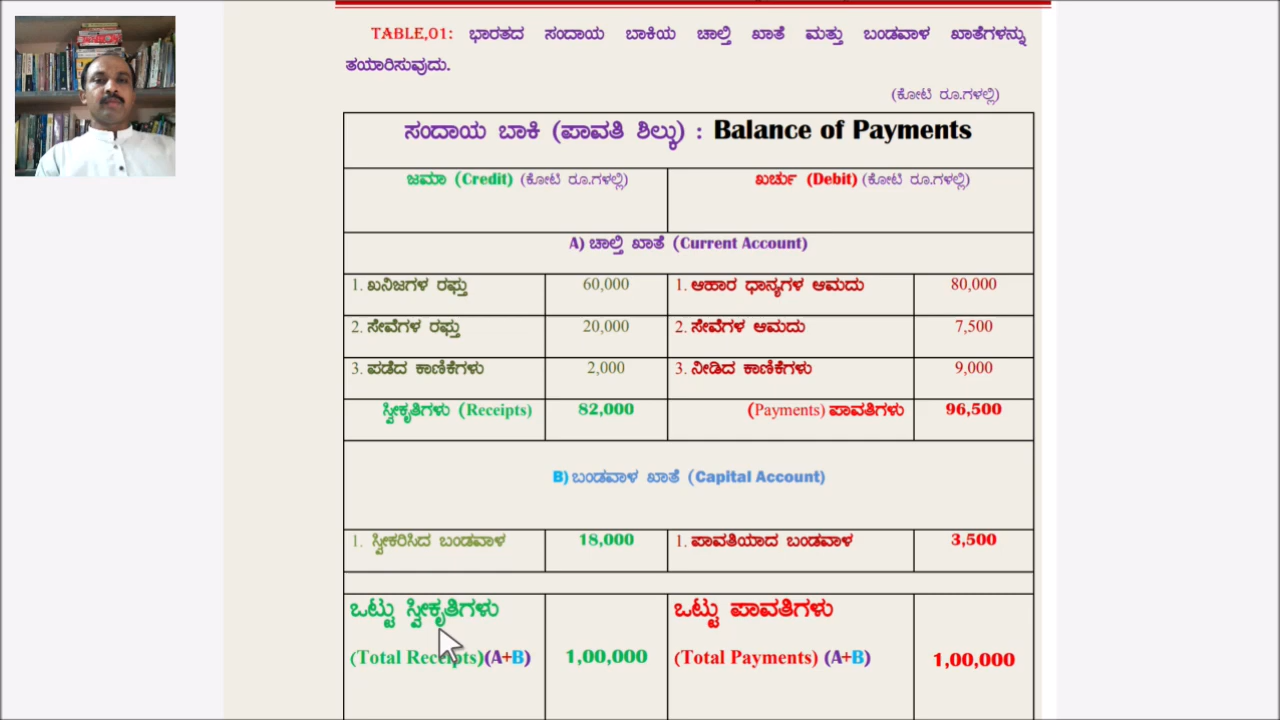 TABLE,01: ಭಾರತದ ಸಂದಾಯ ಬಾಕಿಯ ಚಾಲ್ತಿ ಖಾತೆ ಮತ್ತು ಬಂಡವಾಳ ಖಾತೆಗಳನ್ನು
ತಯಾರಿಸುವುದು.
(ಕೋಟಿ ರೂ.ಗಳಲ್ಲಿ)
ಸಂದಾಯ ಬಾಕಿ (ಪಾವತಿ ಶಿಲ್ಕು) : Balance of Payments
ಜಮಾ (Credit) (ಕೋಟಿ ರೂ.ಗಳಲ್ಲಿ) ಖರ್ಚು (Debit) (ಕೋಟಿ ರೂ.ಗಳಲ್ಲಿ)
A) ಚಾಲ್ತಿ ಖಾತೆ (Current Account)
1. ಖನಿಜಗಳ ರಫ್ತು 60,000 1. ಆಹಾರ ಧಾನ್ಯಗಳ ಆಮದು 80,000
2. ಸೇವೆಗಳ ರಫ್ತು 20,000 2. ಸೇವೆಗಳ ಆಮದು 7,500
3. ಪಡೆದ ಕಾಣಿಕೆಗಳು 2,000 3. ನೀಡಿದ ಕಾಣಿಕೆಗಳು 9,000
ಸ್ವೀಕೃತಿಗಳು (Receipts) 82,000 (Payments) ಪಾವತಿಗಳು 96,500
B) ಬಂಡವಾಳ ಖಾತೆ (Capital Account)
1. ಸ್ವೀಕರಿಸಿದ ಬಂಡವಾಳ 18,000 1. ಪಾವತಿಯಾದ ಬಂಡವಾಳ 3,500
ಒಟ್ಟು ಸ್ವೀಕೃತಿಗಳು ಒಟ್ಟು ಪಾವತಿಗಳು
(Total Receipts)(A+B) 1,00,000 (Total Payments) (A+B) 1,00,000